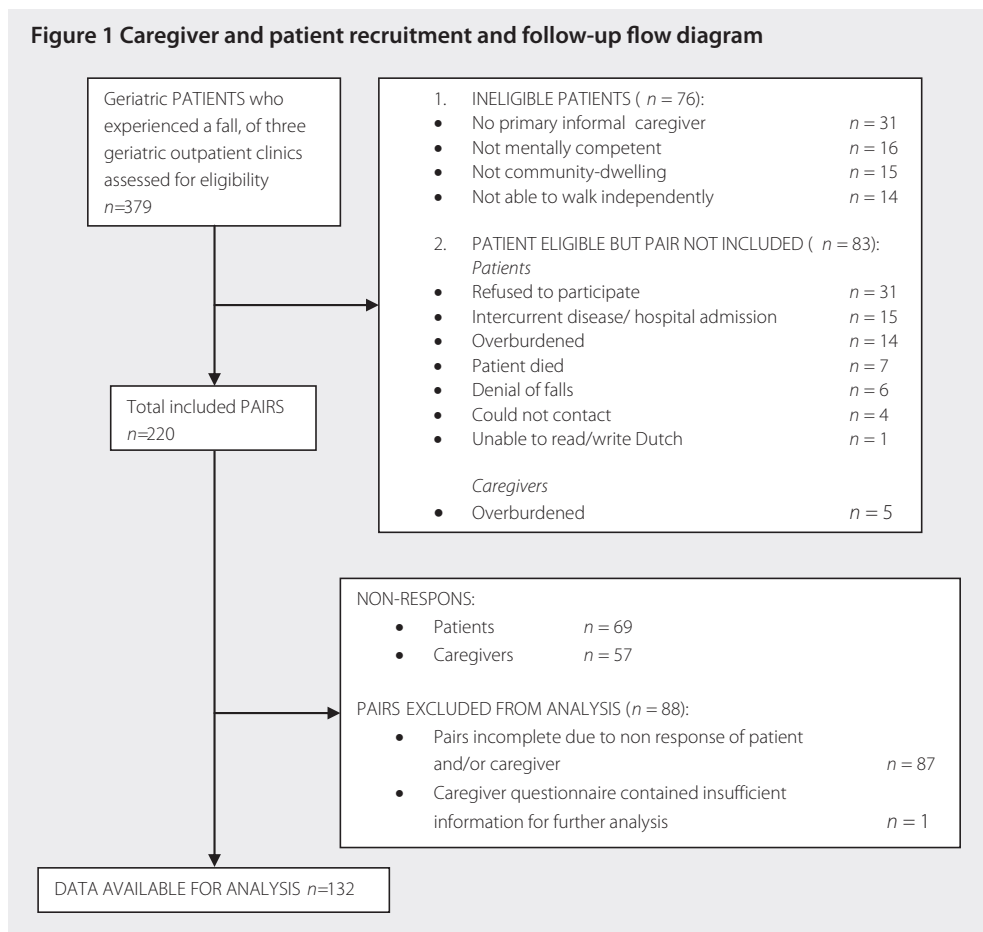 Figure 1 Caregiver and patient recruitment and follow-up flow diagram
Geriatric PATIENTS who
experienced a fall, of three
geriatric outpatient clinics
assessed for eligibility
n=379
1. INELIGIBLE PATIENTS ( n = 76):
• No primary informal caregiver n = 31
• Not mentally competent n = 16
• Not community-dwelling n = 15
• Not able to walk independently n = 14
2. PATIENT ELIGIBLE BUT PAIR NOT INCLUDED ( n = 83):
Patients
• Refused to participate n = 31
• Intercurrent disease/ hospital admission n = 15
• Overburdened n = 14
• Patient died n = 7
• Denial of falls n = 6
• Could not contact n = 4
• Unable to read/write Dutch n = 1
Caregivers
• Overburdened n = 5
Total included PAIRS
n=220
NON-RESPONS:
• Patients n = 69
• Caregivers n = 57
PAIRS EXCLUDED FROM ANALYSIS (n = 88):
• Pairs incomplete due to non response of patient
and/or caregiver n = 87
• Caregiver questionnaire contained insufficient
information for further analysis n = 1
DATA AVAILABLE FOR ANALYSIS n=132